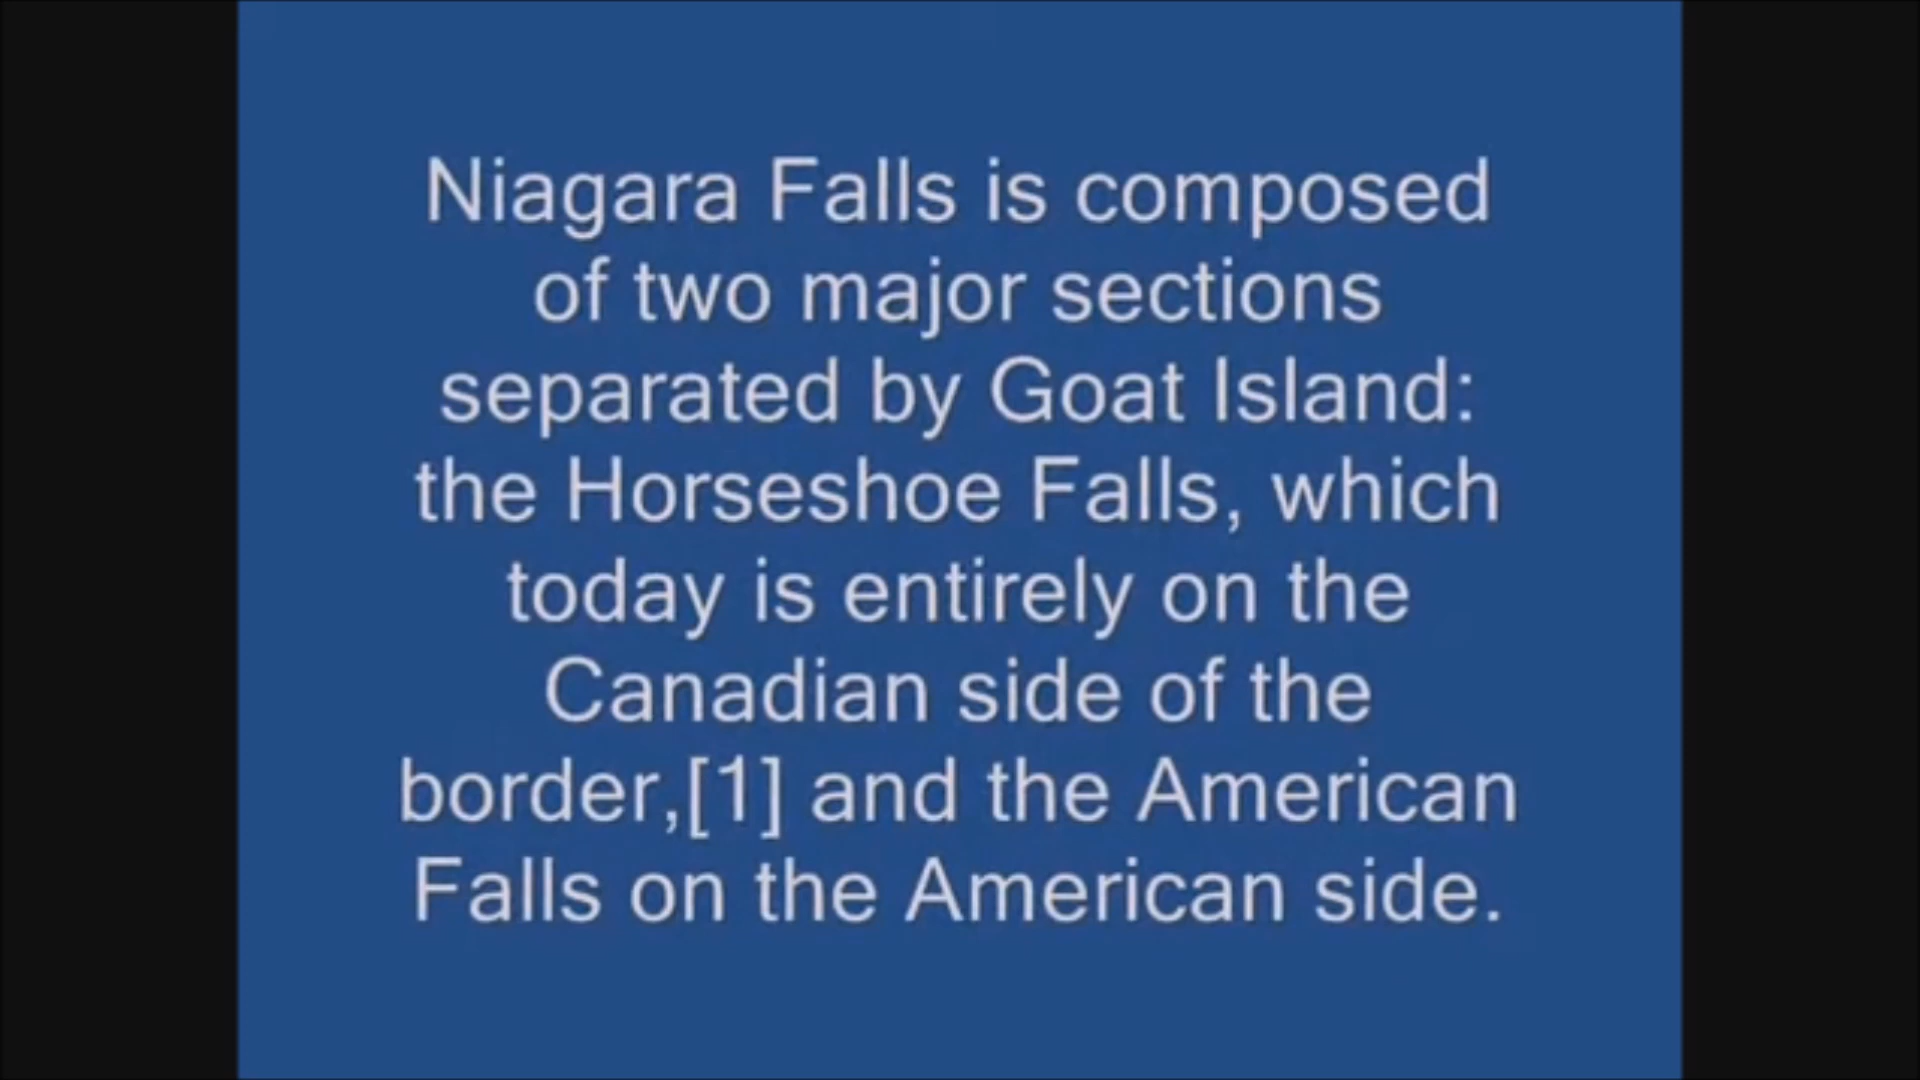 Niagara Falls is composed
of two major sections
separated by Goat Island:
the Horseshoe Falls, which
today is entirely on the
Canadian side of the
border,[1] and the American
Falls on the American side.